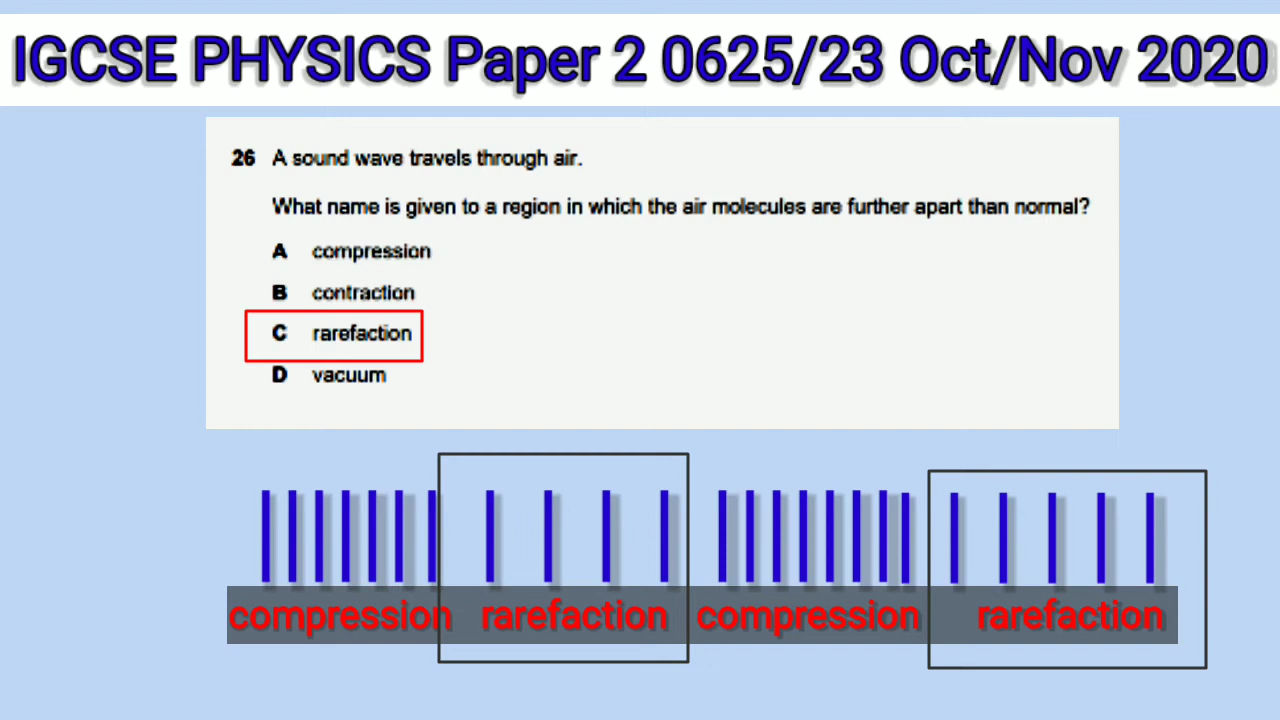 IGCSE PHYSICS Paper 2 0625/23 Oct/Nov 2020
26 A sound wave travels through air.
What name is given to a region in which the air molecules are further apart than normal?
A compression
B contraction
C rarefaction
D vacuum
compression rarefaction compression rarefaction